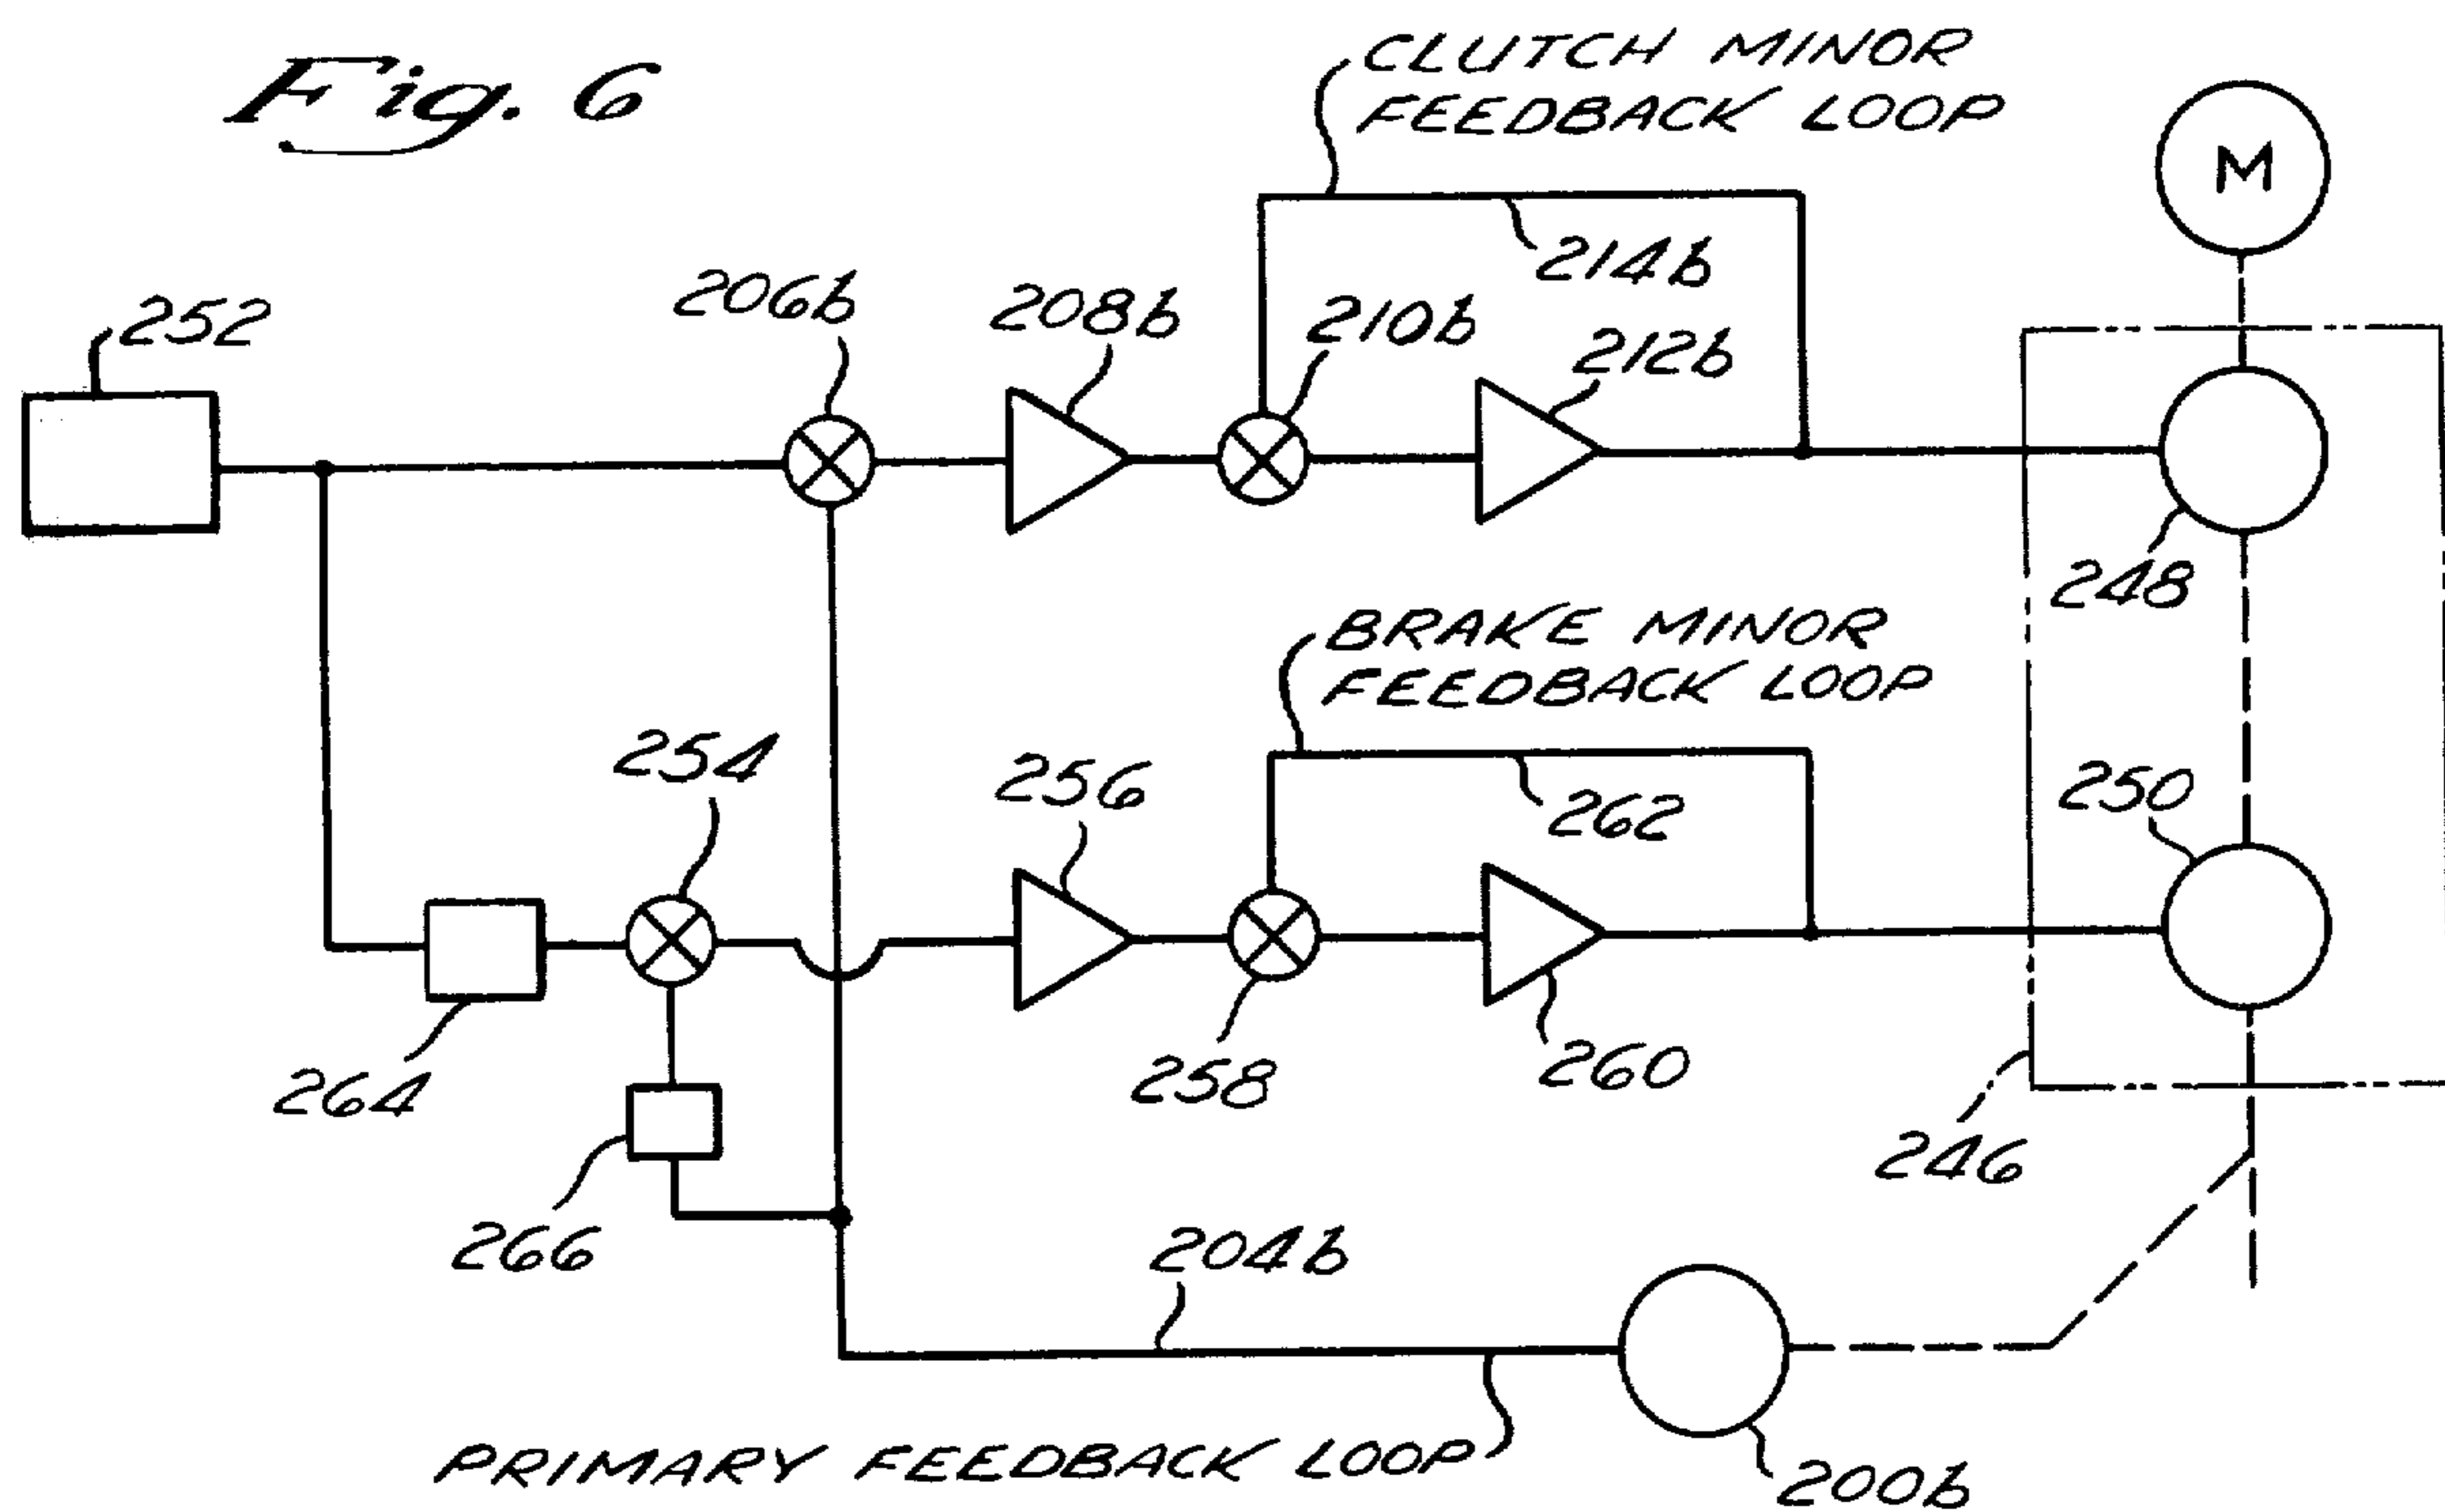 Fig. 6
CLUTCH MINOR
FEEDBACK LOOP
M
214b
206b
208b
210b
252
212b
248
BRAKE MINOR
FEEDBACK LOOP
254
256
250
262
264
258
260
246
266
204b
PRIMARY FEEDBACK LOOP
200b